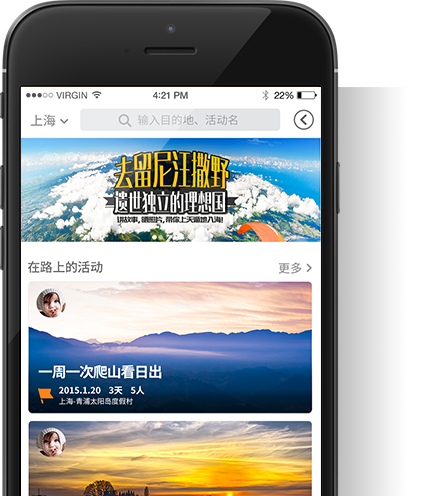 VIRGIN 4:21 PM 22%
上海 输入目的地、活动名
去留尼汪撒野
遗世独立的理想国
讲故事, 晒照片, 带你上天遁地入海!
在路上的活动 更多
一周一次爬山看日出
2015.1.20 3天 5人
上海-青浦太阳岛度假村